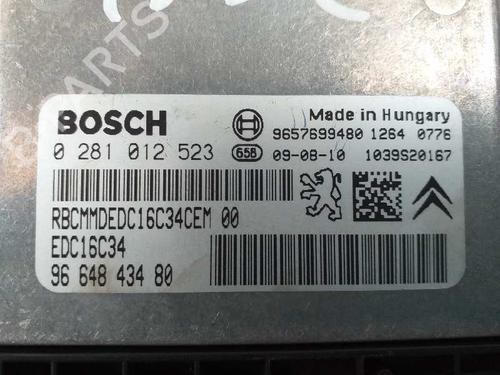 PARTS
BOSCH
Made in Hungary
9657699480 1264 0776
0 281 012 523 658 09-08-10 1039S20167
RBCMMDEDC16C34CEM 00
EDC16C34
96 648 434 80